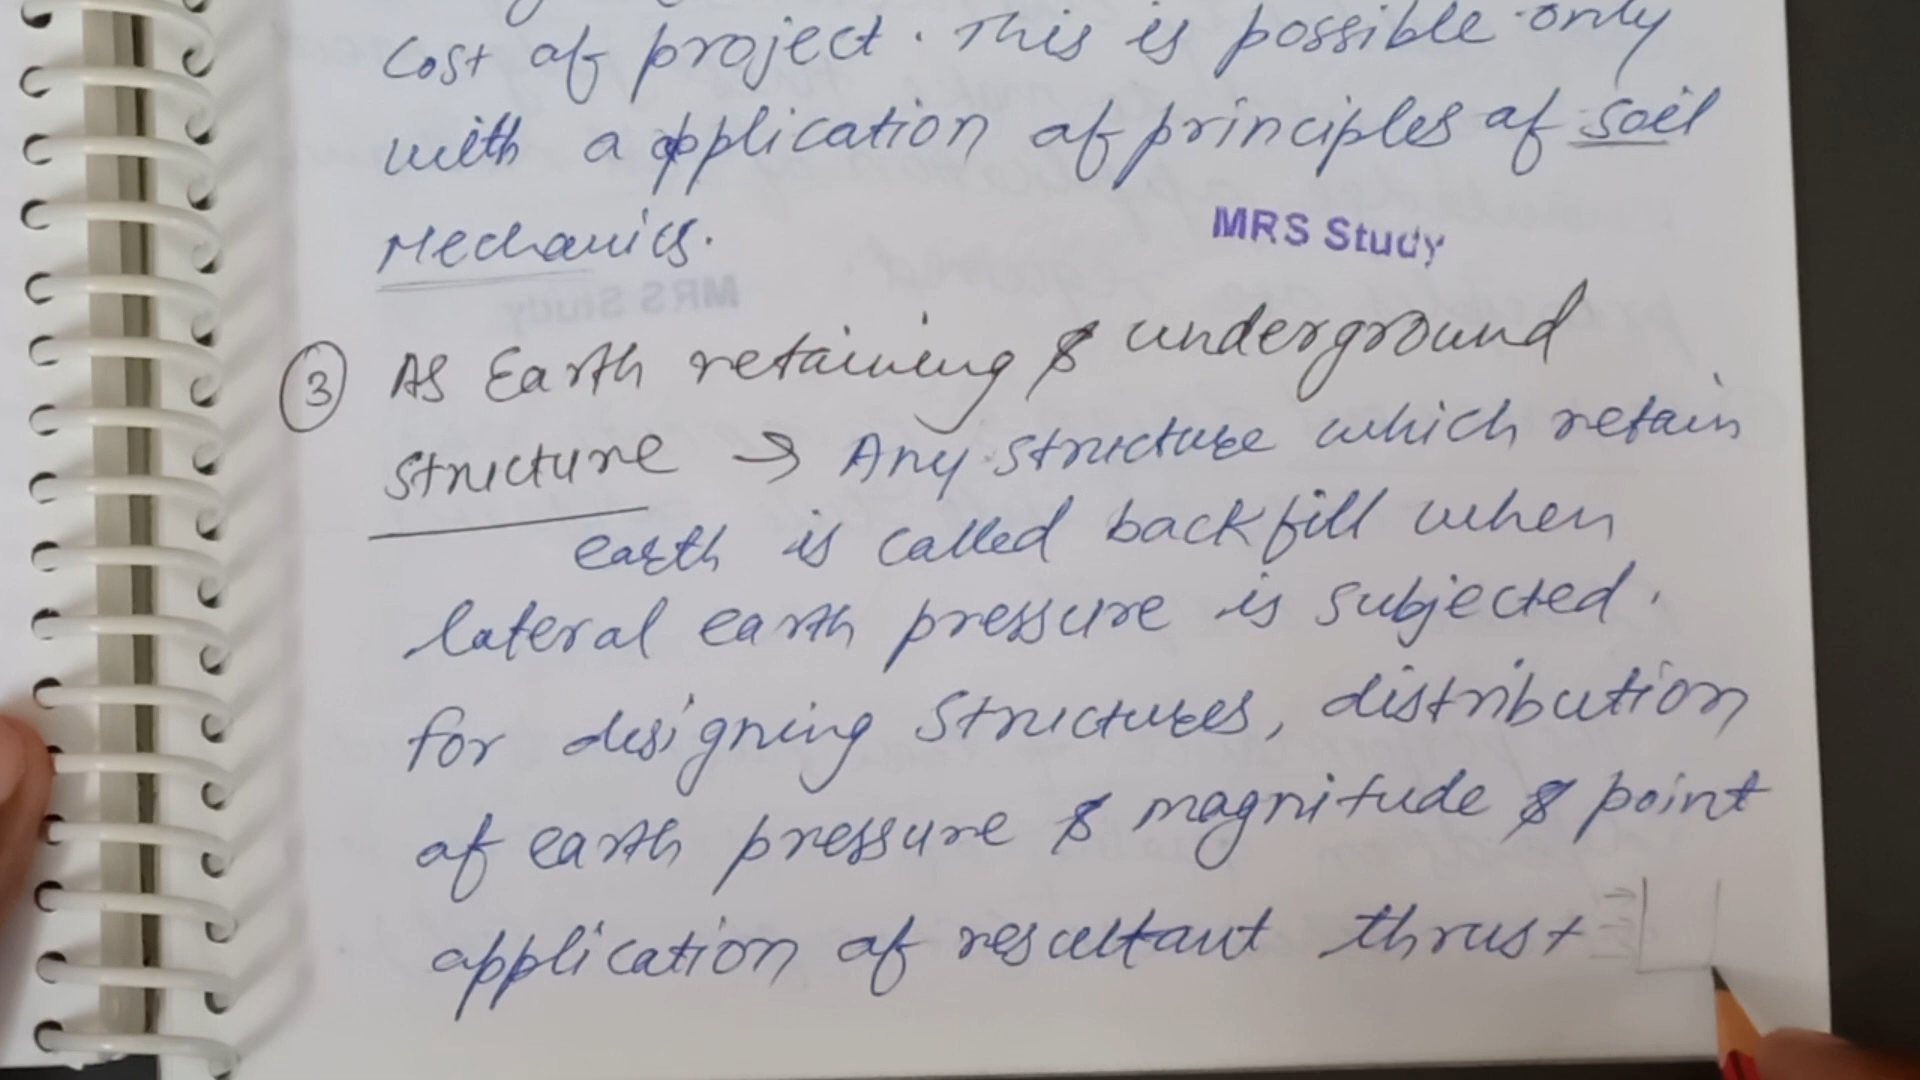 Cost of project. This is possible only
with a application of principles of soil
Mechanics.
MRS Study
MRS Study
3 As Earth retaining & underground
Structure → Any structure which retain
earth is called backfill when
lateral earth pressure is subjected.
for designing Structures, distribution
of earth pressure & magnitude & point
application of resultant thrust